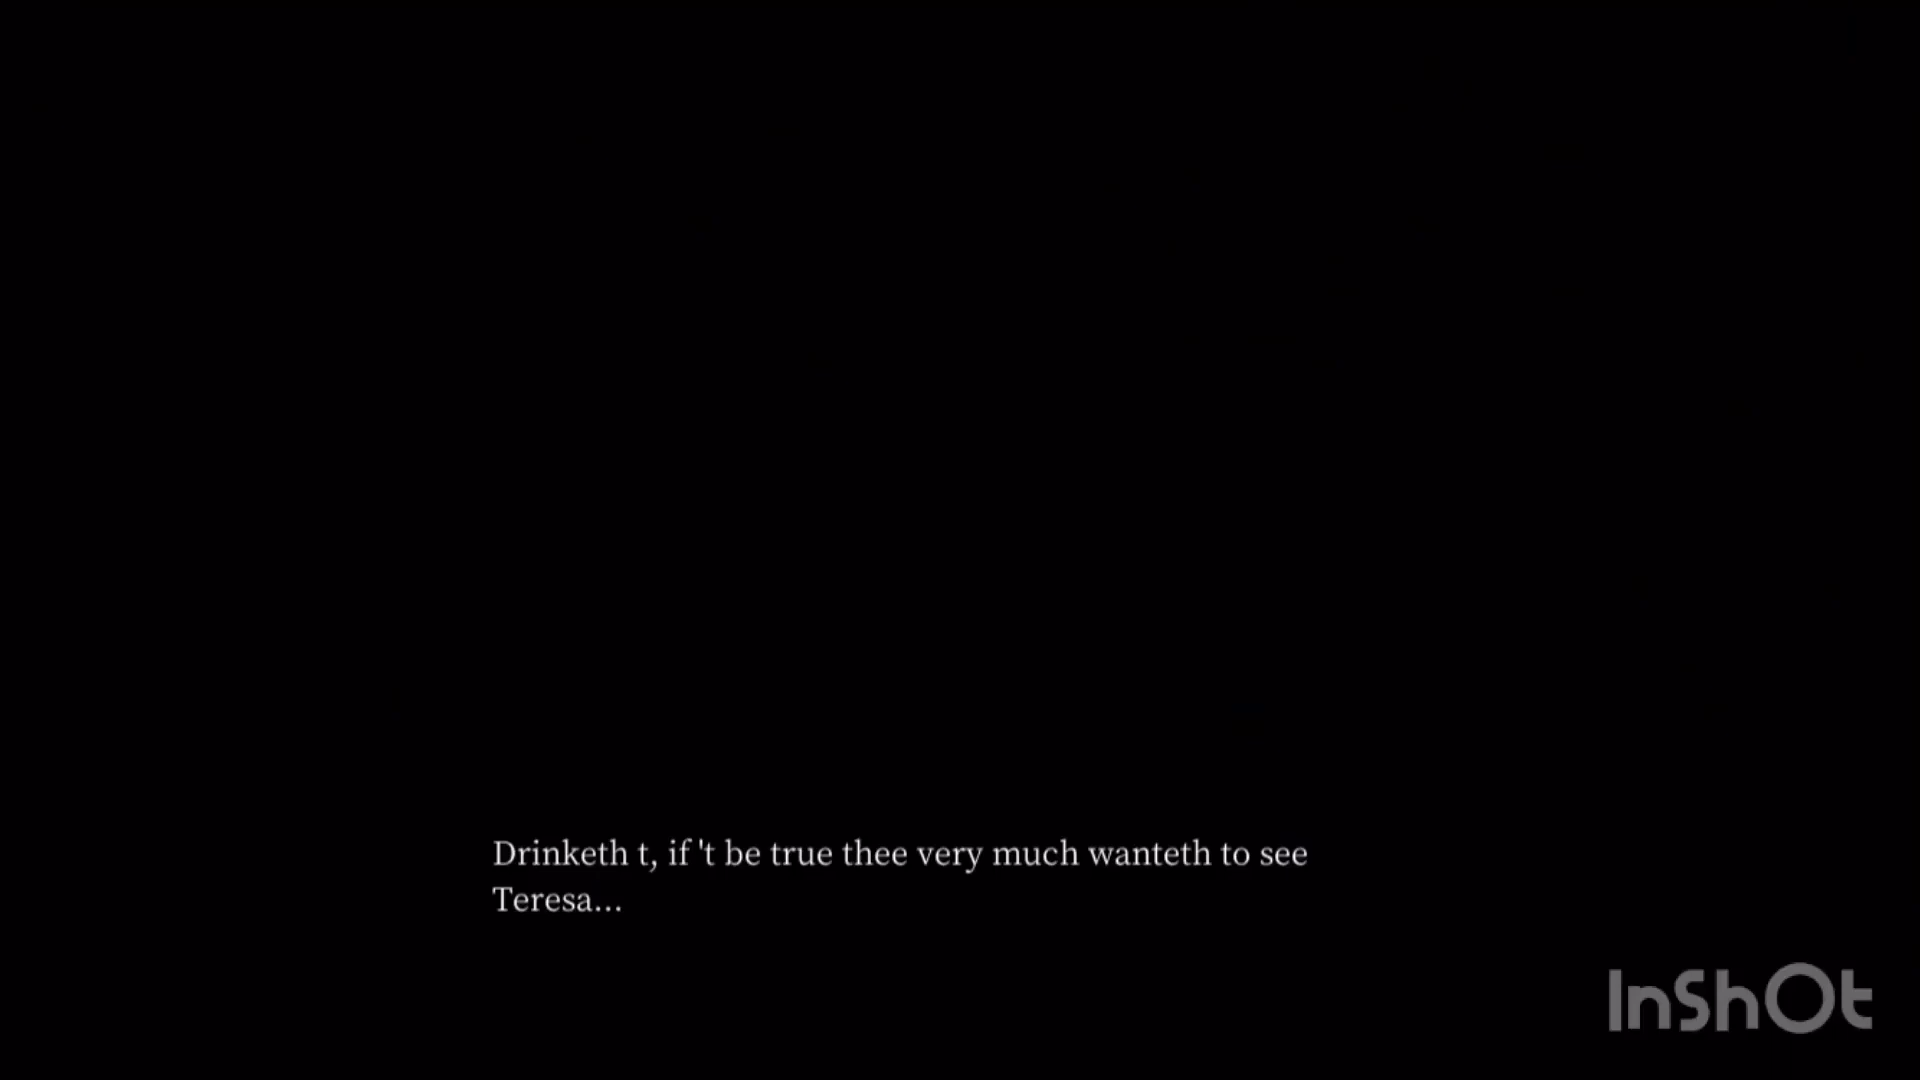 Drinketh t, if 't be true thee very much wanteth to see
Teresa...
InShOt